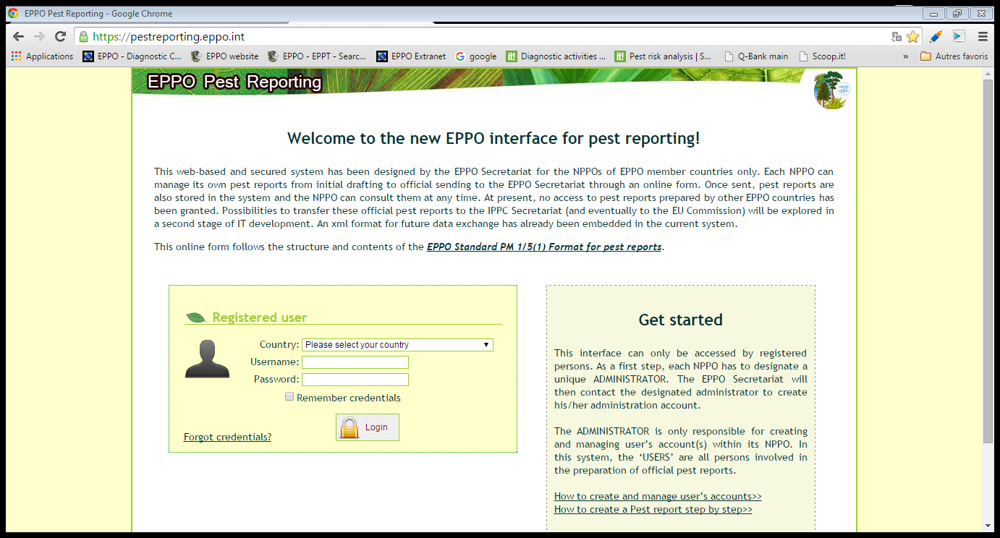 EPPO Pest Reporting - Google Chrome
https://pestreporting.eppo.int
Applications EPPO - Diagnostic C... EPPO website EPPO - EPPT - Searc... EPPO Extranet google Diagnostic activities ... Pest risk analysis | S... Q-Bank main Scoop.it! » Autres favoris
EPPO Pest Reporting
oepp
eppo
Welcome to the new EPPO interface for pest reporting!
This web-based and secured system has been designed by the EPPO Secretariat for the NPPOs of EPPO member countries only. Each NPPO can
manage its own pest reports from initial drafting to official sending to the EPPO Secretariat through an online form. Once sent, pest reports are
also stored in the system and the NPPO can consult them at any time. At present, no access to pest reports prepared by other EPPO countries has
been granted. Possibilities to transfer these official pest reports to the IPPC Secretariat (and eventually to the EU Commission) will be explored in
a second stage of IT development. An xml format for future data exchange has already been embedded in the current system.
This online form follows the structure and contents of the EPPO Standard PM 1/5(1) Format for pest reports.
Registered user
Country: Please select your country
Username:
Password:
Remember credentials
Login
Forgot credentials?
Get started
This interface can only be accessed by registered
persons. As a first step, each NPPO has to designate a
unique ADMINISTRATOR. The EPPO Secretariat will
then contact the designated administrator to create
his/her administration account.
The ADMINISTRATOR is only responsible for creating
and managing user’s account(s) within its NPPO. In
this system, the ‘USERS’ are all persons involved in
the preparation of official pest reports.
How to create and manage user’s accounts>>
How to create a Pest report step by step>>